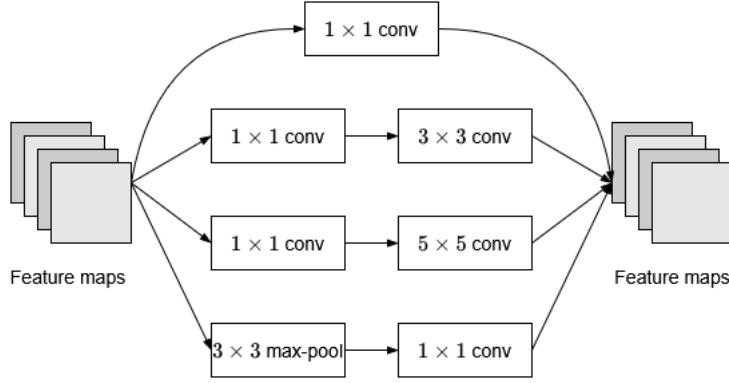 1 × 1 conv
1 × 1 conv
3 × 3 conv
1 × 1 conv
5 × 5 conv
Feature maps
Feature maps
3 × 3 max-pool
1 × 1 conv